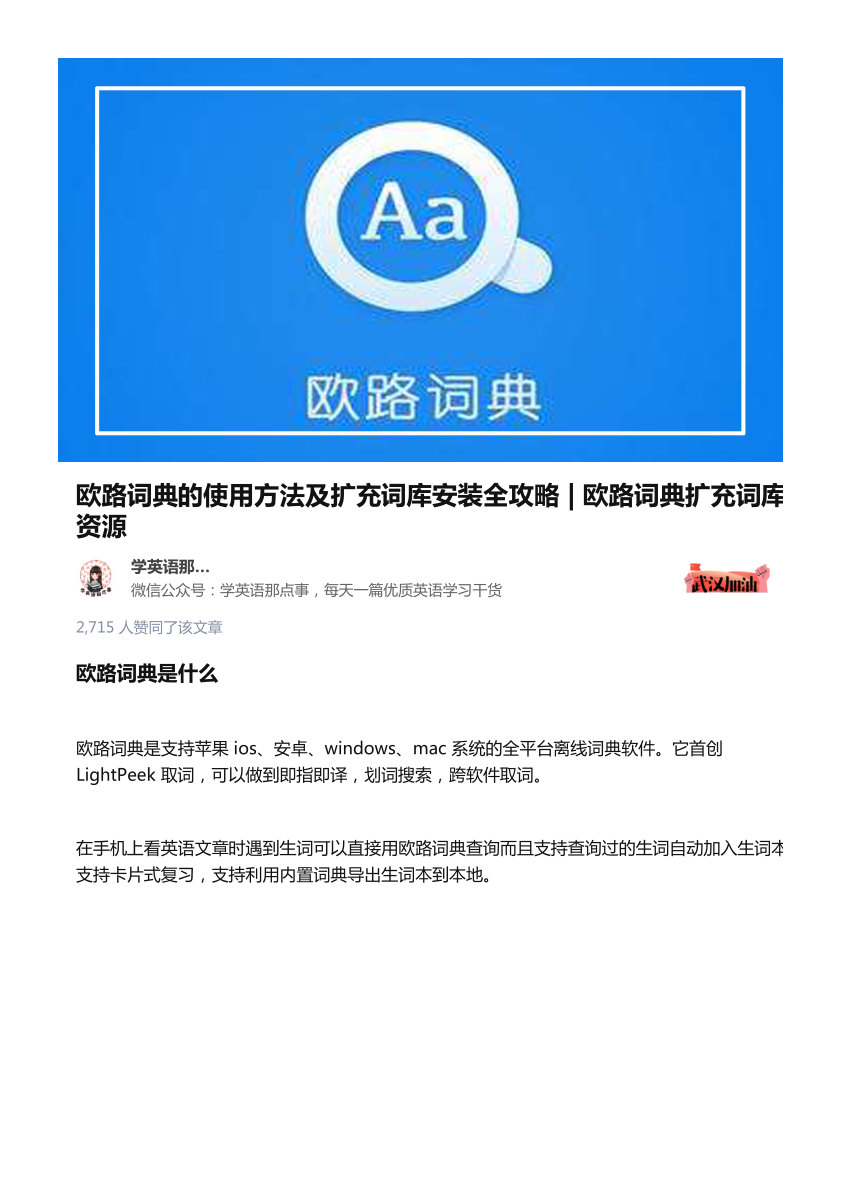 Aa
欧路词典
欧路词典的使用方法及扩充词库安装全攻略 | 欧路词典扩充词库
资源
学英语那...
微信公众号：学英语那点事，每天一篇优质英语学习干货
武汉加油
2,715 人赞同了该文章
欧路词典是什么
欧路词典是支持苹果 ios、安卓、windows、mac 系统的全平台离线词典软件。它首创
LightPeek 取词，可以做到即指即译，划词搜索，跨软件取词。
在手机上看英语文章时遇到生词可以直接用欧路词典查询而且支持查询过的生词自动加入生词本
支持卡片式复习，支持利用内置词典导出生词本到本地。